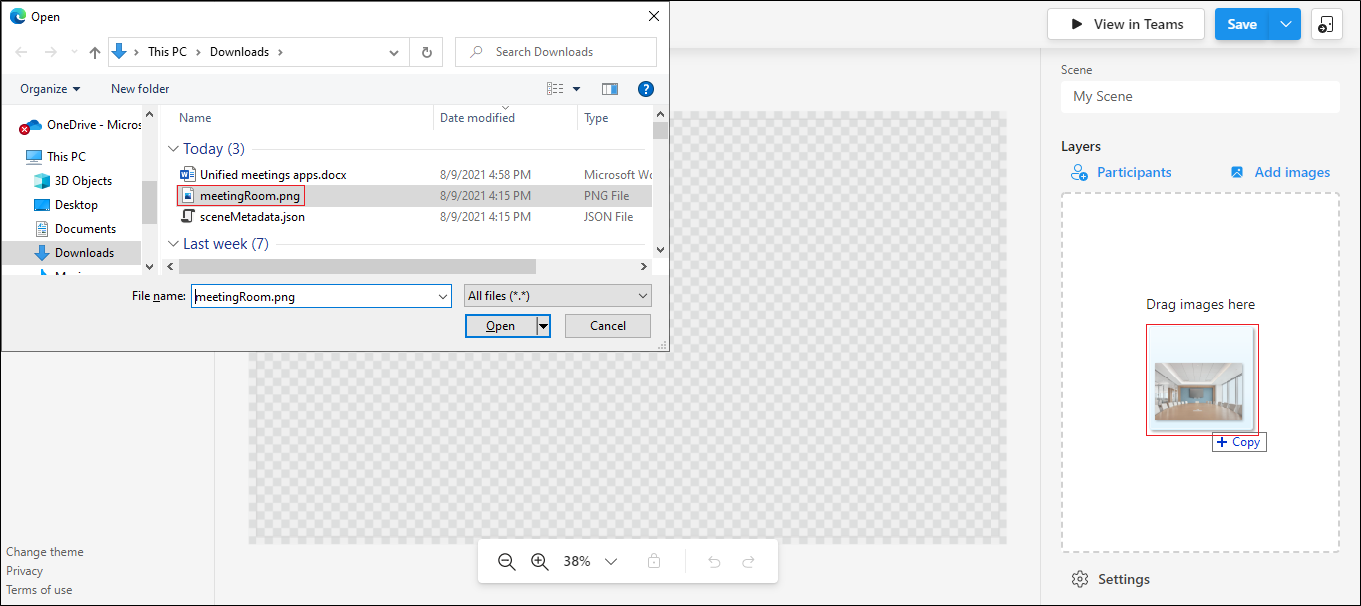 Open
View in Teams
Save
This PC
Downloads
Search Downloads
Organize
New folder
Scene
My Scene
OneDrive - Micros
This PC
3D Objects
Desktop
Documents
Downloads
Name
Date modified
Type
Today (3)
Unified meetings apps.docx 8/9/2021 4:58 PM Microsoft Wo
meetingRoom.png 8/9/2021 4:15 PM PNG File
sceneMetadata.json 8/9/2021 4:15 PM JSON File
Last week (7)
File name: meetingRoom.png
All files (*.*)
Open
Cancel
Layers
Participants
Add images
Drag images here
+ Copy
38%
Settings
Change theme
Privacy
Terms of use